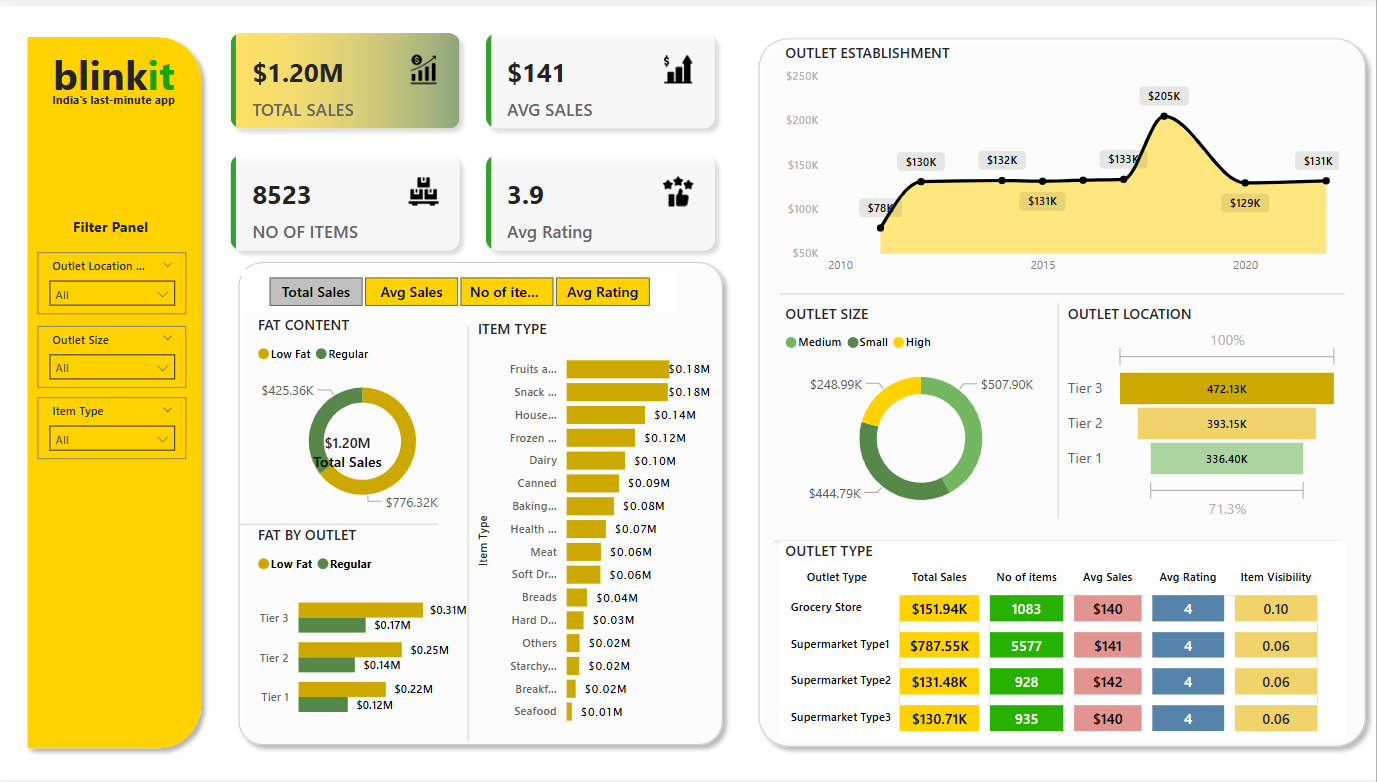 blinkit
India's last-minute app
Filter Panel
Outlet Location ...
All
Outlet Size
All
Item Type
All
$1.20M
TOTAL SALES
$141
AVG SALES
8523
NO OF ITEMS
3.9
Avg Rating
Total Sales
Avg Sales
No of ite...
Avg Rating
FAT CONTENT
Low Fat Regular
$425.36K
$1.20M
Total Sales
$776.32K
FAT BY OUTLET
Low Fat Regular
Tier 3 $0.31M
$0.17M
Tier 2 $0.25M
$0.14M
Tier 1 $0.22M
$0.12M
ITEM TYPE
Item Type
Fruits a... $0.18M
Snack ... $0.18M
House... $0.14M
Frozen ... $0.12M
Dairy $0.10M
Canned $0.09M
Baking... $0.08M
Health ... $0.07M
Meat $0.06M
Soft Dr... $0.06M
Breads $0.04M
Hard D... $0.03M
Others $0.02M
Starchy... $0.02M
Breakf... $0.02M
Seafood $0.01M
OUTLET ESTABLISHMENT
$250K
$200K
$150K
$100K
$50K
$78K
$130K
$132K
$131K
$133K
$205K
$129K
$131K
2010 2015 2020
OUTLET SIZE
Medium Small High
$248.99K
$507.90K
$444.79K
OUTLET LOCATION
100%
Tier 3 472.13K
Tier 2 393.15K
Tier 1 336.40K
71.3%
OUTLET TYPE
Outlet Type Total Sales No of items Avg Sales Avg Rating Item Visibility
Grocery Store $151.94K 1083 $140 4 0.10
Supermarket Type1 $787.55K 5577 $141 4 0.06
Supermarket Type2 $131.48K 928 $142 4 0.06
Supermarket Type3 $130.71K 935 $140 4 0.06